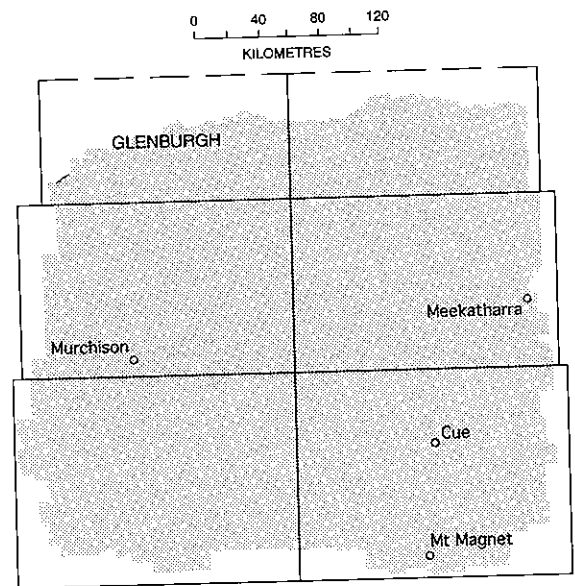 0 40 80 120
KILOMETRES
GLENBURGH
Meekatharra
Murchison
Cue
Mt Magnet